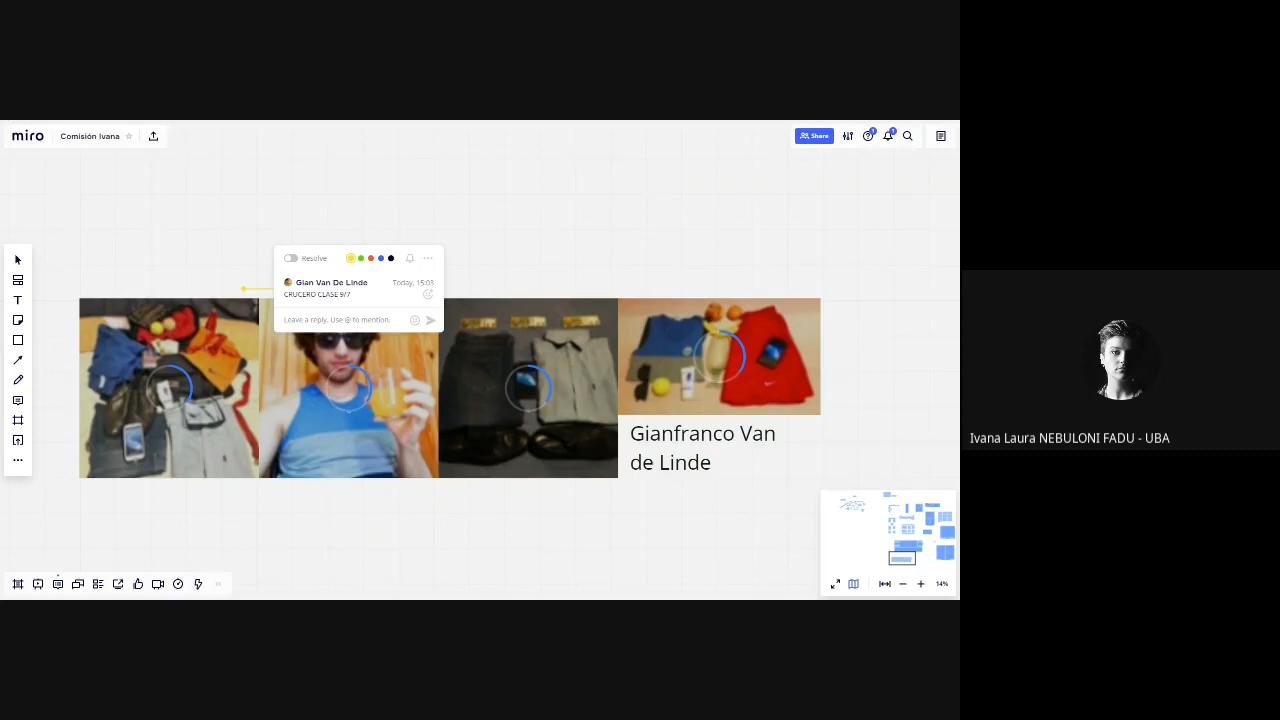 miro
Comisión Ivana
Share
Resolve
Gian Van De Linde
Today, 15:03
CRUCERO CLASE 9/7
Leave a reply. Use @ to mention.
Gianfranco Van
de Linde
14%
Ivana Laura NEBULONI FADU - UBA